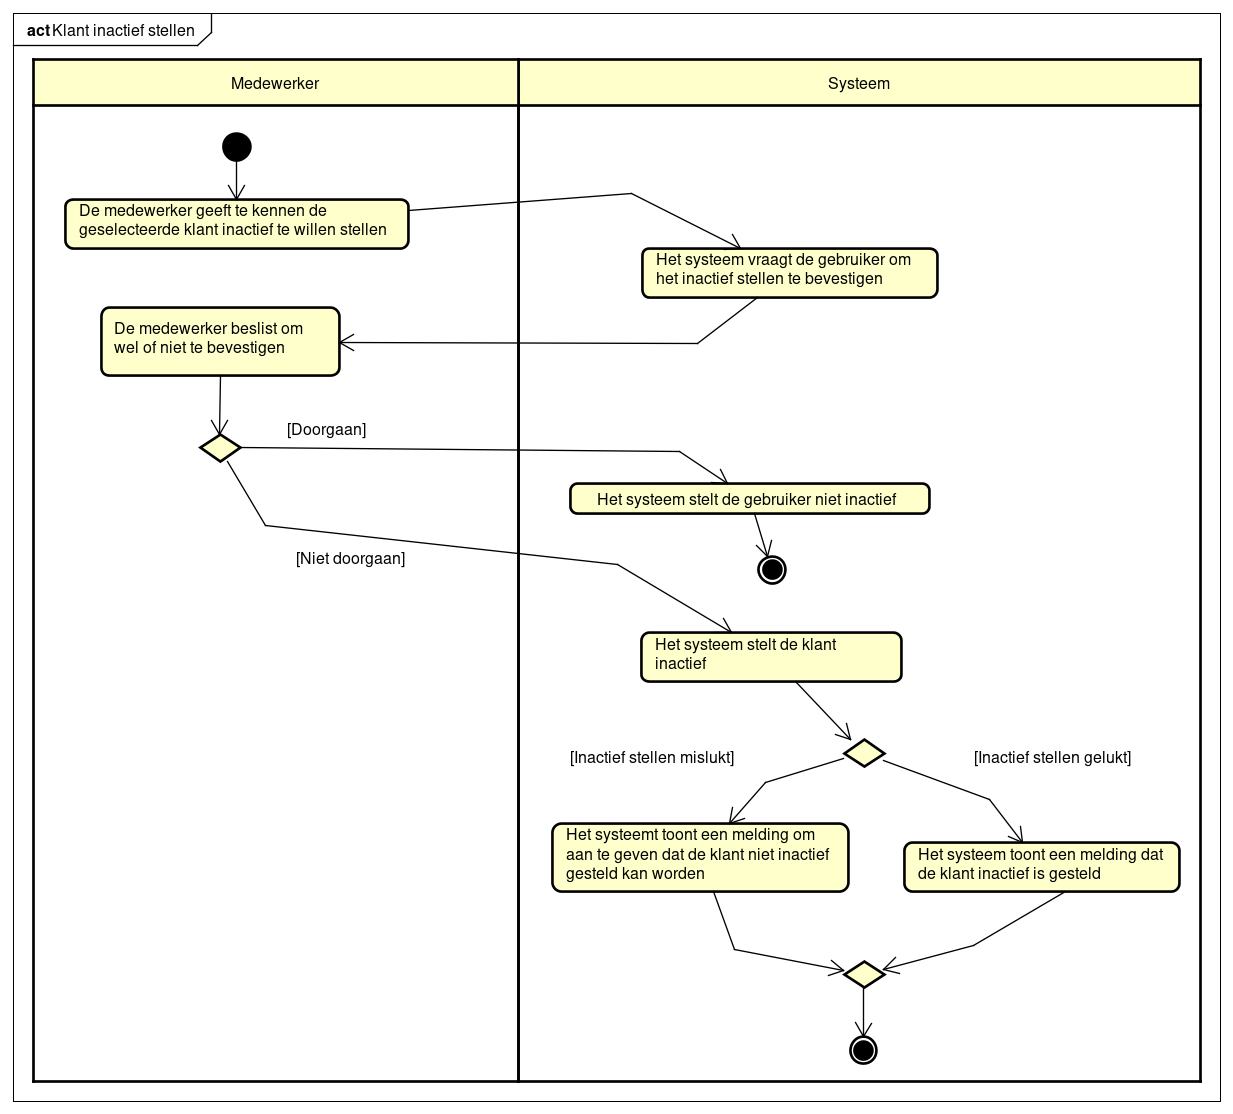 act Klant inactief stellen
Medewerker
Systeem
De medewerker geeft te kennen de
geselecteerde klant inactief te willen stellen
Het systeem vraagt de gebruiker om
het inactief stellen te bevestigen
De medewerker beslist om
wel of niet te bevestigen
[Doorgaan]
Het systeem stelt de gebruiker niet inactief
[Niet doorgaan]
Het systeem stelt de klant
inactief
[Inactief stellen mislukt]
[Inactief stellen gelukt]
Het systeemt toont een melding om
aan te geven dat de klant niet inactief
gesteld kan worden
Het systeem toont een melding dat
de klant inactief is gesteld